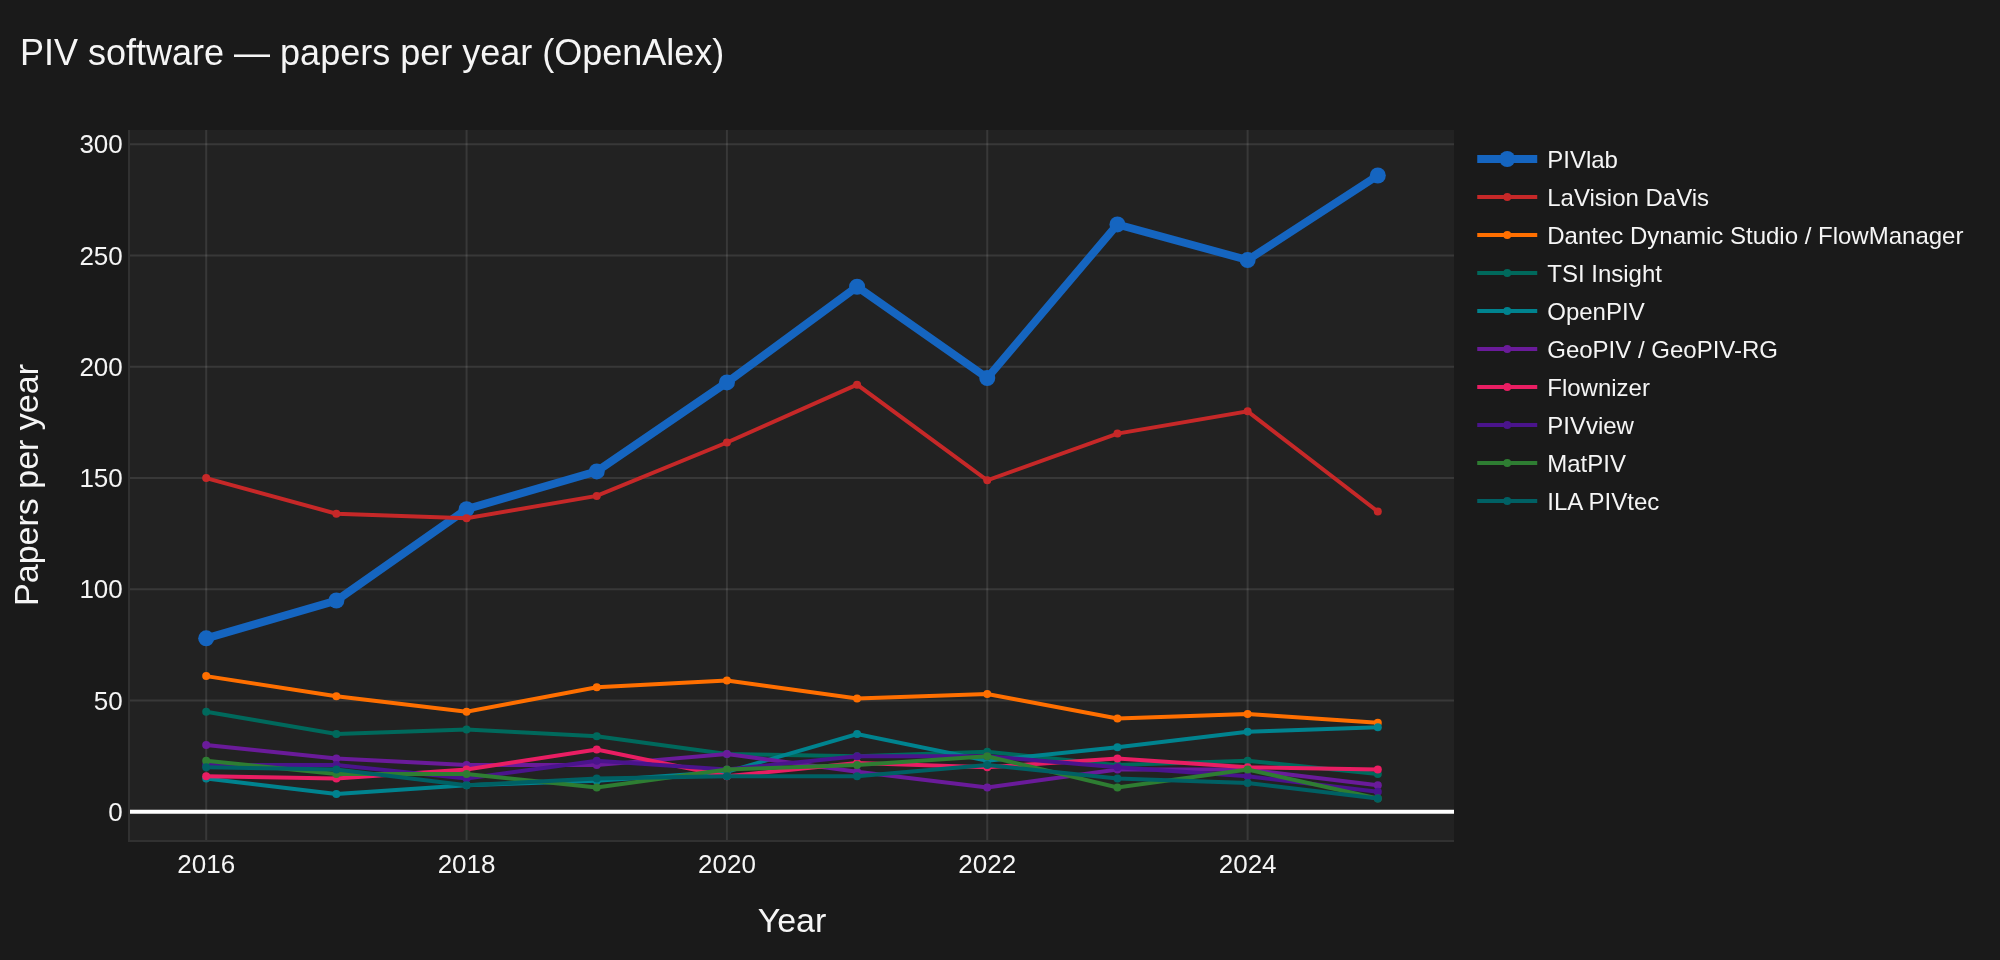 PIV software — papers per year (OpenAlex)
300
250
200
150
100
50
0
Papers per year
2016
2018
2020
2022
2024
Year
PIVlab
LaVision DaVis
Dantec Dynamic Studio / FlowManager
TSI Insight
OpenPIV
GeoPIV / GeoPIV-RG
Flownizer
PIVview
MatPIV
ILA PIVtec